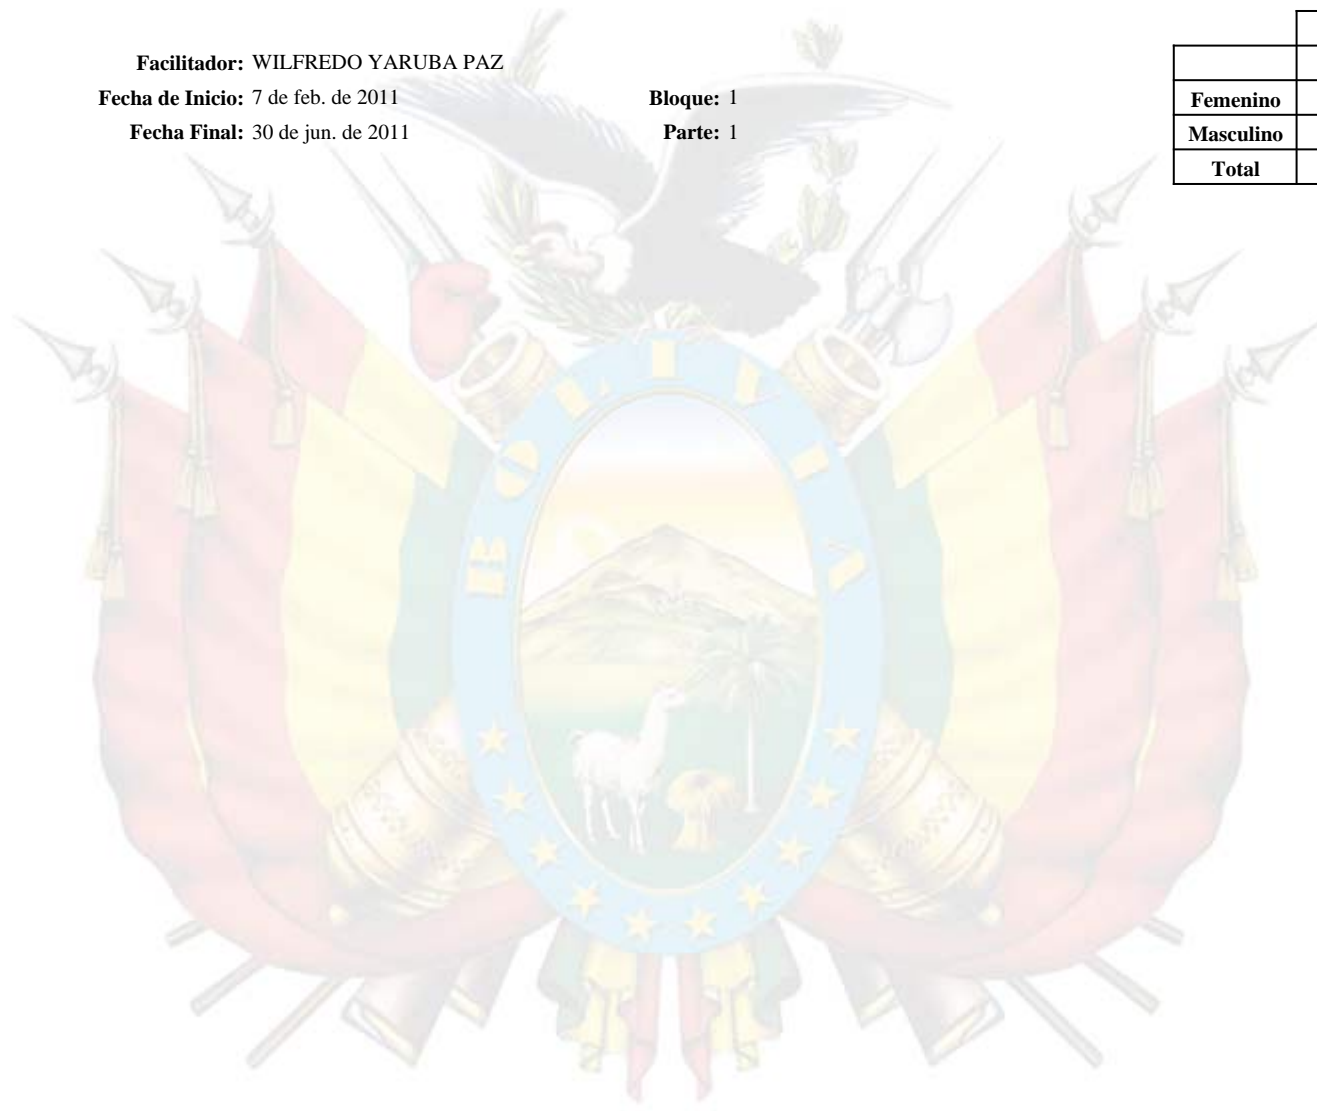 Facilitador: WILFREDO YARUBA PAZ
Fecha de Inicio: 7 de feb. de 2011 Bloque: 1
Fecha Final: 30 de jun. de 2011 Parte: 1
Femenino
Masculino
Total
BOLIVIA